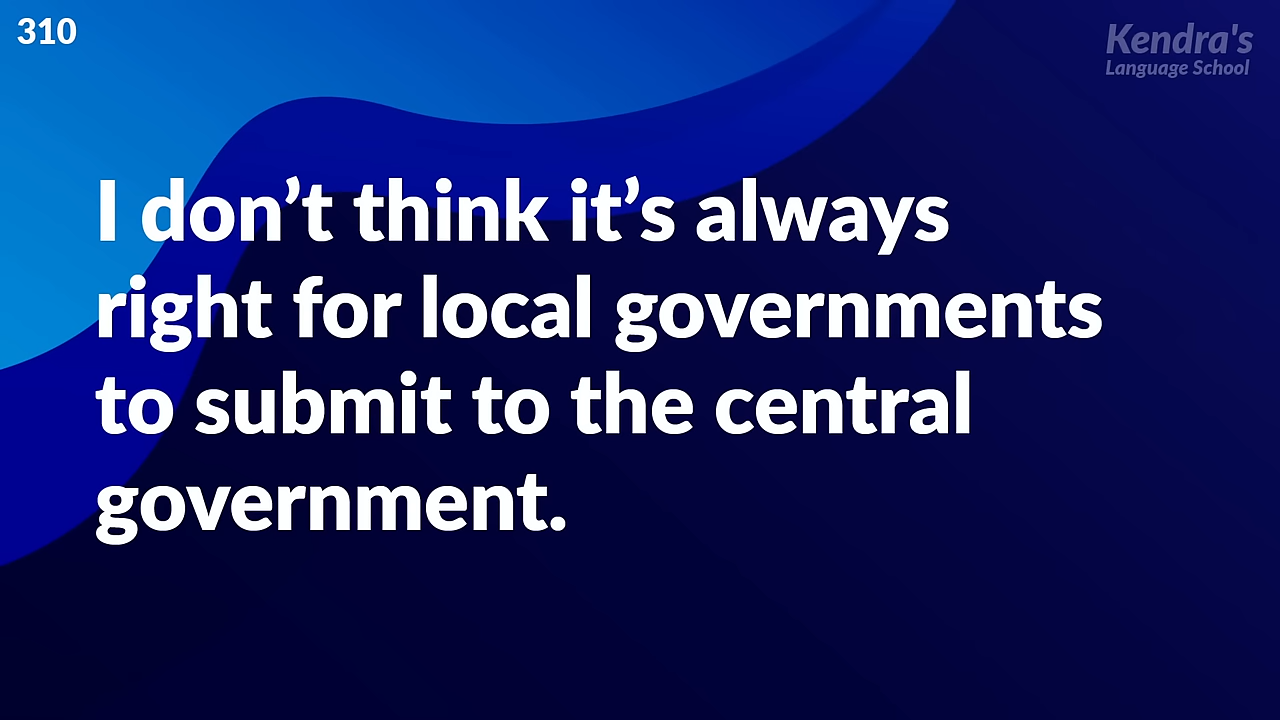 310
Kendra's
Language School
I don’t think it’s always
right for local governments
to submit to the central
government.